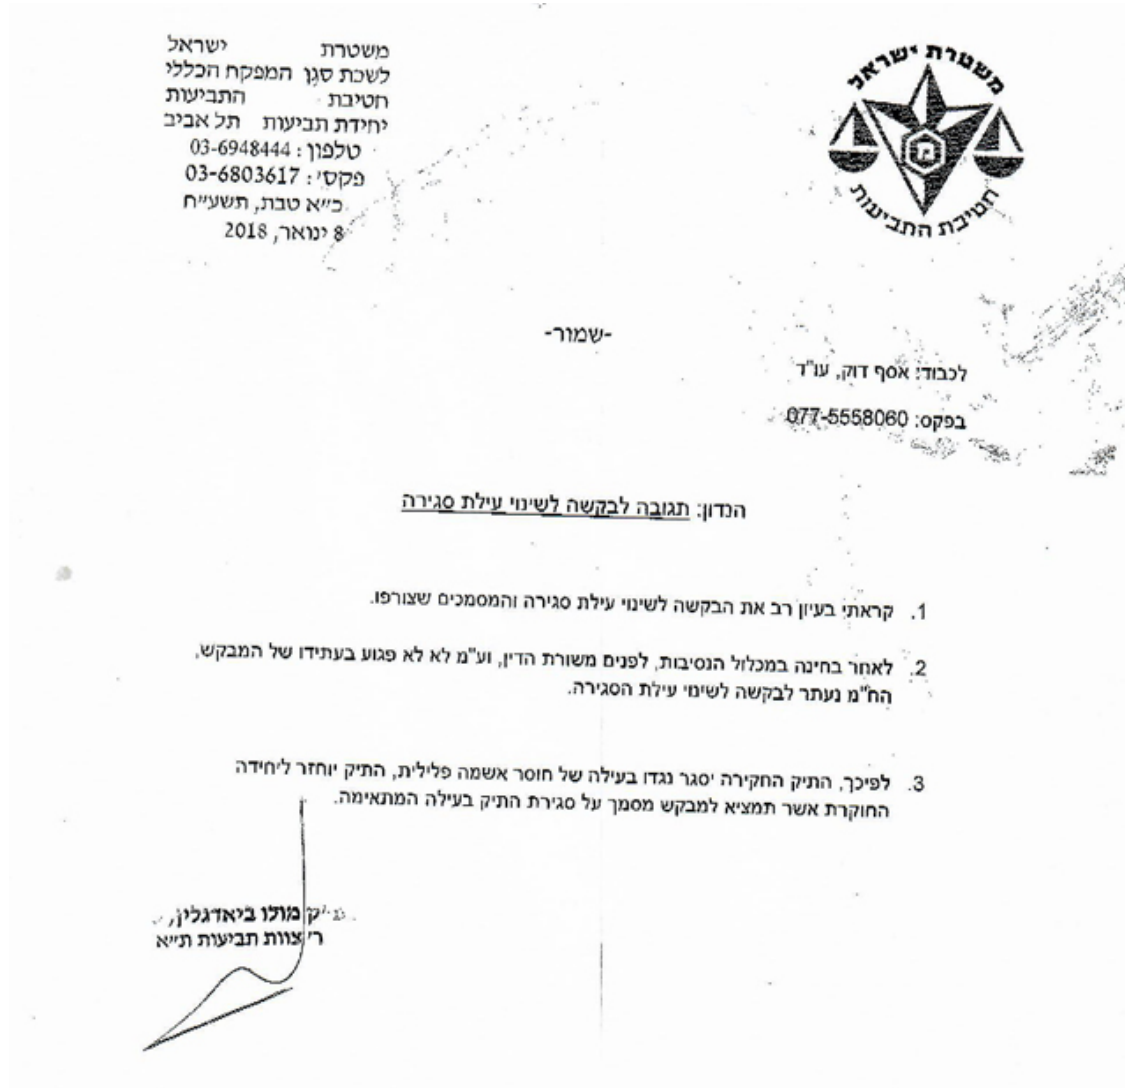 משטרת ישראל
חטיבת התביעות
משטרת ישראל
לשכת סגן המפקח הכללי
חטיבת התביעות
יחידת תביעות תל אביב
טלפון: 03-6948444
פקס׳: 03-6803617
כ״א טבת, תשע״ח
8 ינואר, 2018
-שמור-
לכבוד: אסף דוק, עו"ד
בפקס: 077-5558060
הנדון: תגובה לבקשה לשינוי עילת סגירה
1. קראתי בעיון רב את הבקשה לשינוי עילת סגירה והמסמכים שצורפו.
2. לאחר בחינה במכלול הנסיבות, לפנים משורת הדין, וע"מ לא לא פגוע בעתידו של המבקש,
הח"מ נעתר לבקשה לשינוי עילת הסגירה.
3. לפיכך, התיק החקירה יסגר נגדו בעילה של חוסר אשמה פלילית, התיק יוחזר ליחידה
החוקרת אשר תמציא למבקש מסמך על סגירת התיק בעילה המתאימה.
מולו ביאדגלין,
ר׳ צוות תביעות ת״א